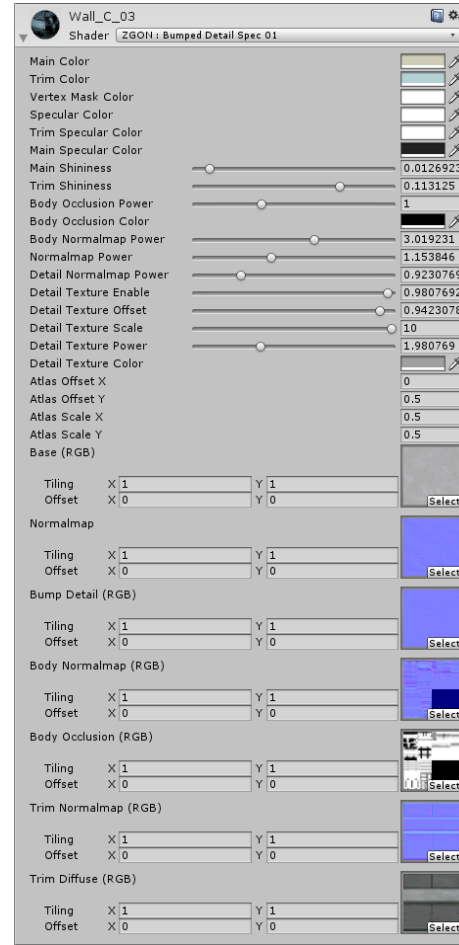 Wall_C_03
Shader ZGON : Bumped Detail Spec 01
Main Color
Trim Color
Vertex Mask Color
Specular Color
Trim Specular Color
Main Specular Color
Main Shininess 0.0126923
Trim Shininess 0.113125
Body Occlusion Power 1
Body Occlusion Color
Body Normalmap Power 3.019231
Normalmap Power 1.153846
Detail Normalmap Power 0.9230769
Detail Texture Enable 0.9807692
Detail Texture Offset 0.9423078
Detail Texture Scale 10
Detail Texture Power 1.980769
Detail Texture Color
Atlas Offset X 0
Atlas Offset Y 0.5
Atlas Scale X 0.5
Atlas Scale Y 0.5
Base (RGB)
Tiling X 1 Y 1
Offset X 0 Y 0 Select
Normalmap
Tiling X 1 Y 1
Offset X 0 Y 0 Select
Bump Detail (RGB)
Tiling X 1 Y 1
Offset X 0 Y 0 Select
Body Normalmap (RGB)
Tiling X 1 Y 1
Offset X 0 Y 0 Select
Body Occlusion (RGB)
Tiling X 1 Y 1
Offset X 0 Y 0 Select
Trim Normalmap (RGB)
Tiling X 1 Y 1
Offset X 0 Y 0 Select
Trim Diffuse (RGB)
Tiling X 1 Y 1
Offset X 0 Y 0 Select